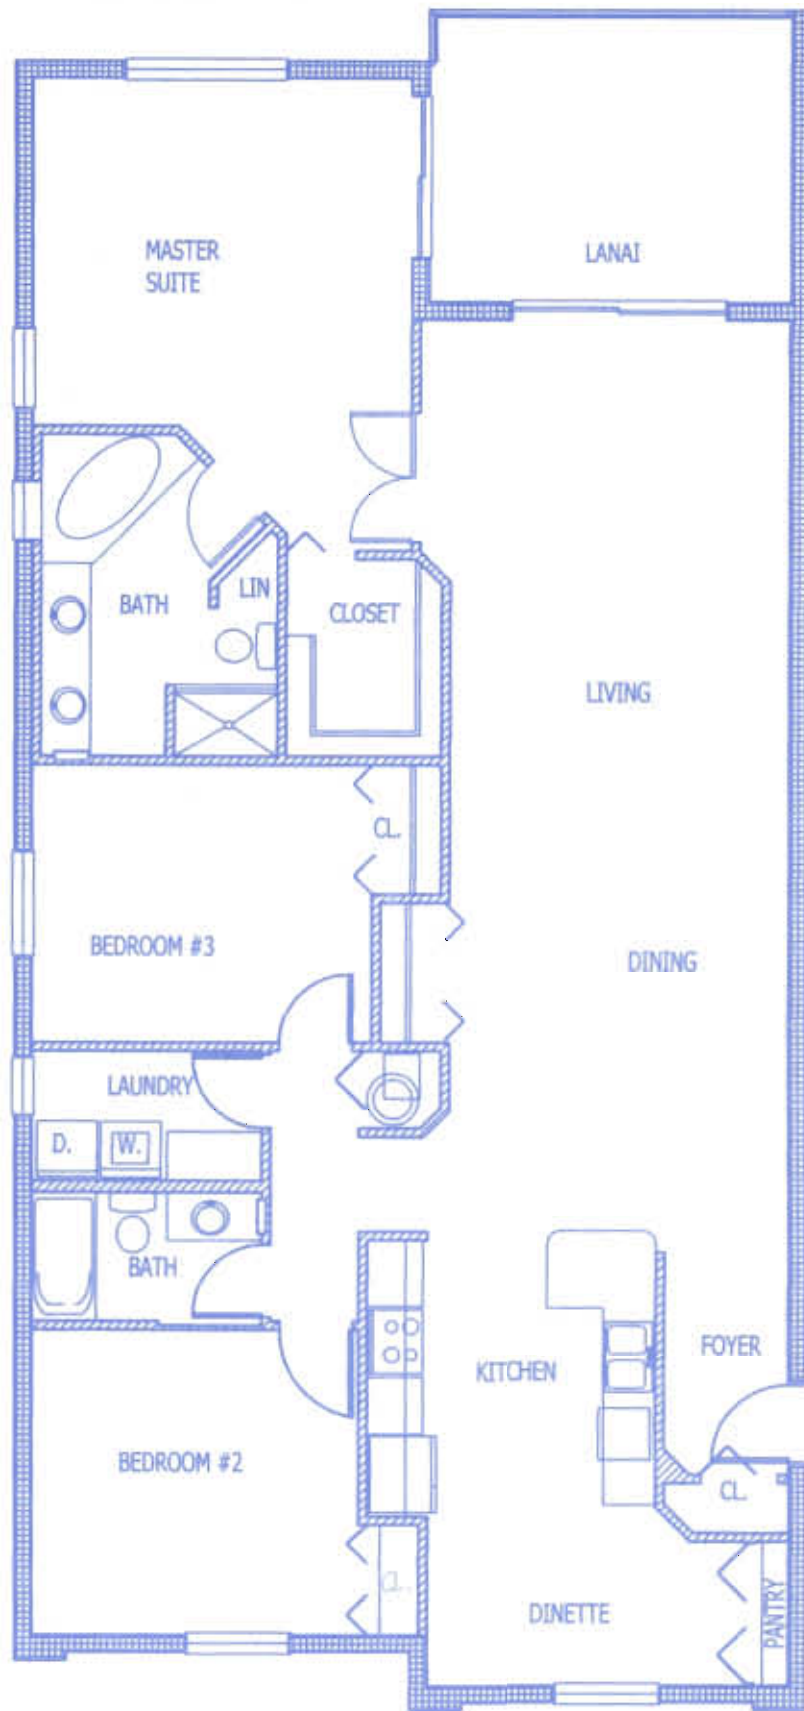 MASTER
SUITE
LANAI
BATH
LIN
CLOSET
LIVING
CL.
BEDROOM #3
DINING
LAUNDRY
D.
W.
BATH
KITCHEN
FOYER
BEDROOM #2
CL.
CL.
DINETTE
PANTRY